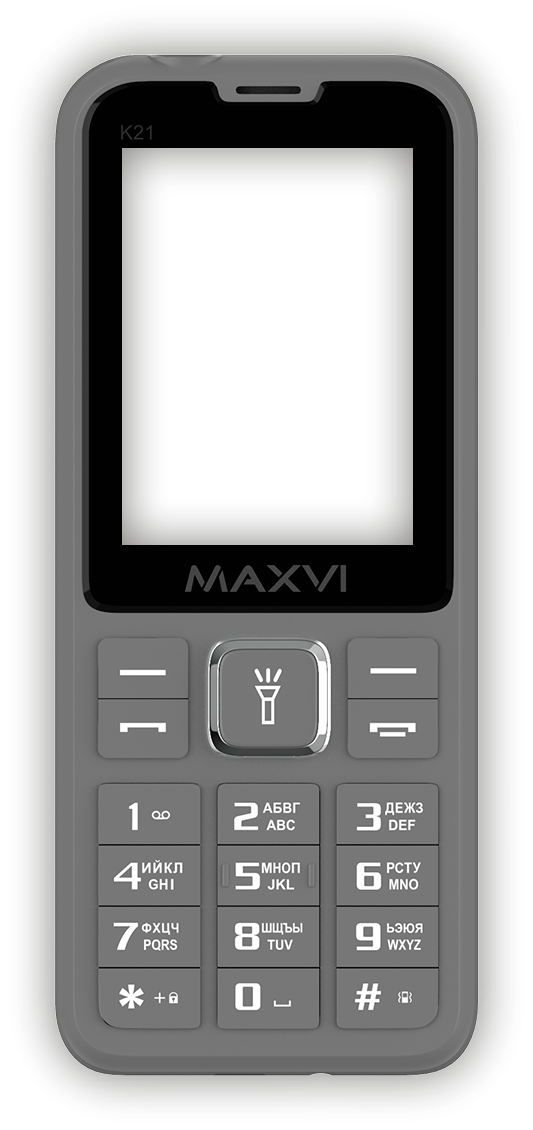 K21
MAXVI
1
2 АБВГ
ABC
3 ДЕЖЗ
DEF
4 ИЙКЛ
GHI
5 МНОП
JKL
6 РСТУ
MNO
7 ФХЦЧ
PQRS
8 ШЩЪЫ
TUV
9 ЬЭЮЯ
WXYZ
* +
0
#